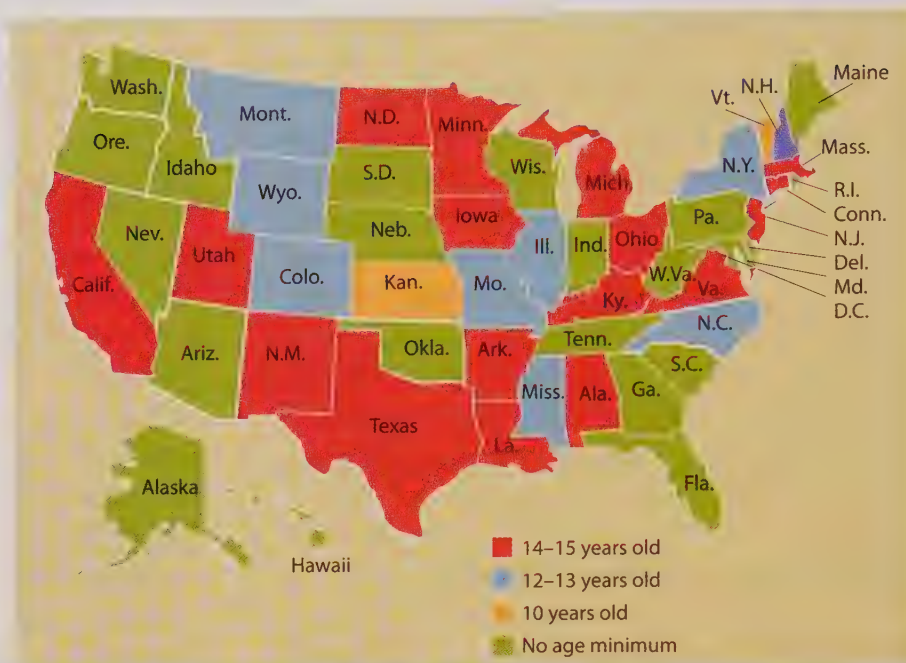 Wash.
Ore.
Idaho
Mont.
Wyo.
Nev.
Utah
Calif.
Colo.
Ariz.
N.M.
N.D.
S.D.
Neb.
Kan.
Okla.
Texas
Minn.
Iowa
Mo.
Ark.
La.
Wis.
Ill.
Mich
Ind.
Ohio
Ky.
Tenn.
Miss.
Ala.
Ga.
Fla.
S.C.
N.C.
Va.
W.Va.
Pa.
N.Y.
Vt.
N.H.
Maine
Mass.
R.I.
Conn.
N.J.
Del.
Md.
D.C.
Alaska
Hawaii
14–15 years old
12–13 years old
10 years old
No age minimum